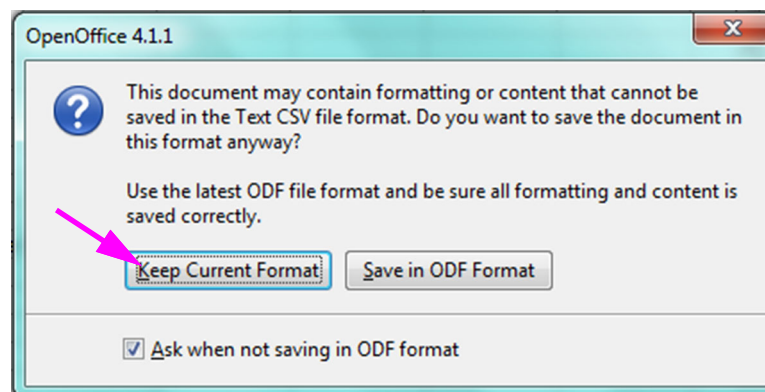 OpenOffice 4.1.1
This document may contain formatting or content that cannot be
saved in the Text CSV file format. Do you want to save the document in
this format anyway?
Use the latest ODF file format and be sure all formatting and content is
saved correctly.
Keep Current Format Save in ODF Format
Ask when not saving in ODF format